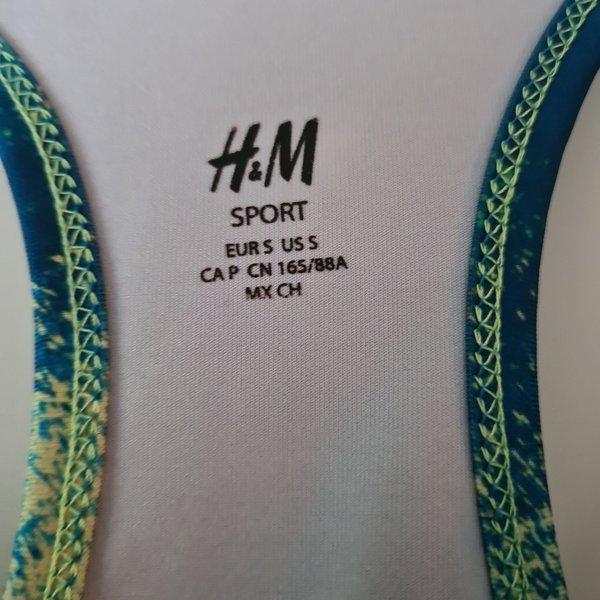 H&M
SPORT
EUR S US S
CA P CN 165/88A
MX CH